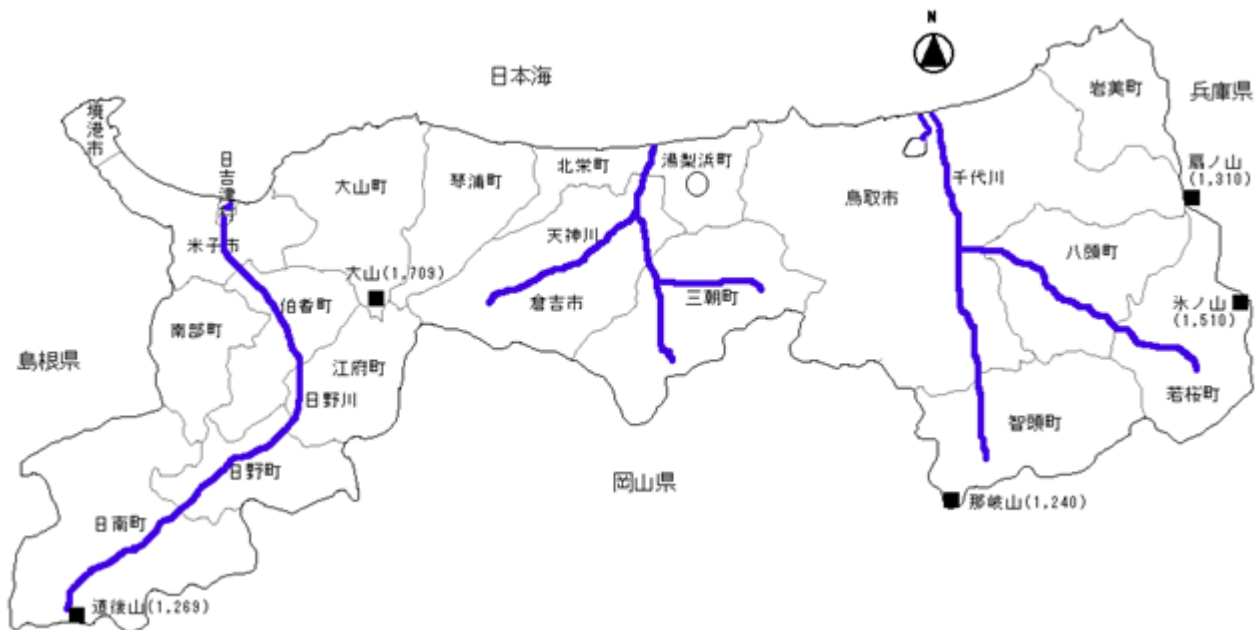 N
日本海
兵庫県
岩美町
境港市
扇ノ山
(1,310)
日吉津村
大山町
琴浦町
北栄町
湯梨浜町
鳥取市
千代川
米子市
天神川
八頭町
大山(1,709)
伯耆町
倉吉市
三朝町
氷ノ山
(1,510)
南部町
島根県
江府町
日野川
若桜町
智頭町
日野町
岡山県
那岐山(1,240)
日南町
道後山(1,269)